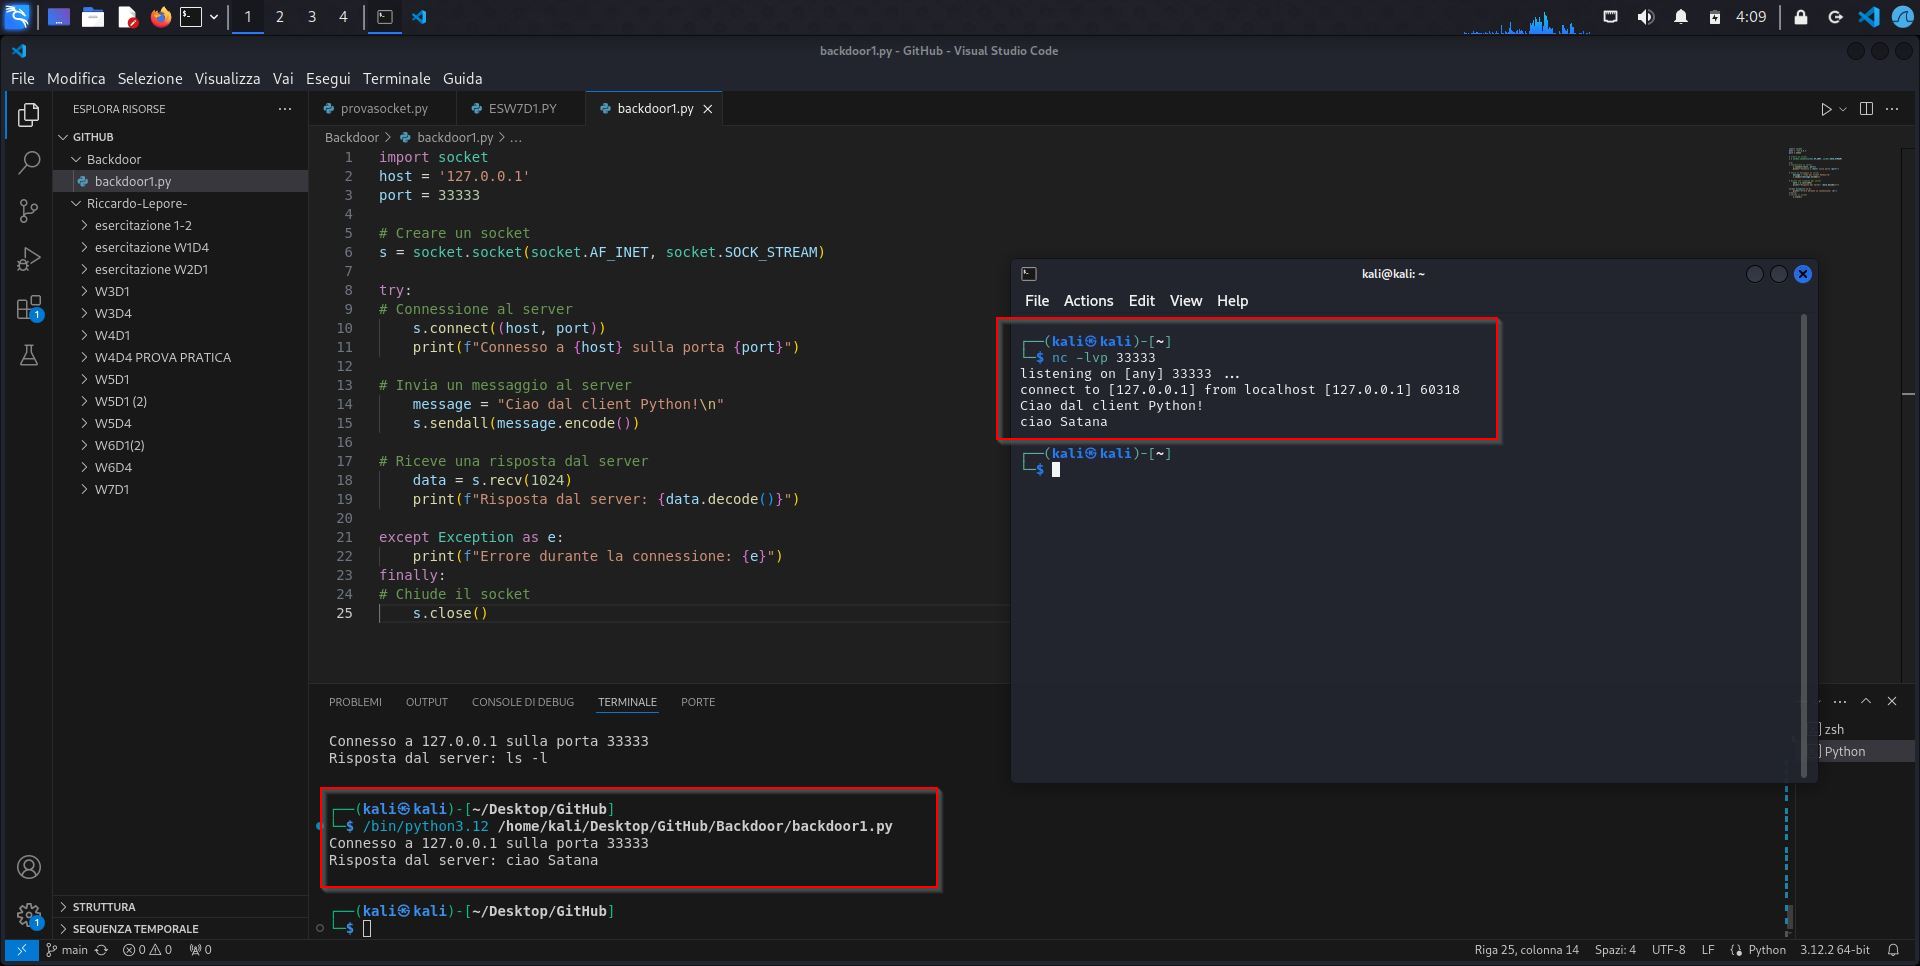 1 2 3 4
4:09
backdoor1.py - GitHub - Visual Studio Code
File Modifica Selezione Visualizza Vai Esegui Terminale Guida
ESPLORA RISORSE ...
GITHUB
Backdoor
backdoor1.py
Riccardo-Lepore-
esercitazione 1-2
esercitazione W1D4
esercitazione W2D1
W3D1
W3D4
W4D1
W4D4 PROVA PRATICA
W5D1
W5D1 (2)
W5D4
W6D1(2)
W6D4
W7D1
1
STRUTTURA
1
SEQUENZA TEMPORALE
provasocket.py ESW7D1.PY backdoor1.py
Backdoor > backdoor1.py > ...
1 import socket
2 host = '127.0.0.1'
3 port = 33333
4
5 # Creare un socket
6 s = socket.socket(socket.AF_INET, socket.SOCK_STREAM)
7
8 try:
9 # Connessione al server
10 s.connect((host, port))
11 print(f"Connesso a {host} sulla porta {port}")
12
13 # Invia un messaggio al server
14 message = "Ciao dal client Python!\n"
15 s.sendall(message.encode())
16
17 # Riceve una risposta dal server
18 data = s.recv(1024)
19 print(f"Risposta dal server: {data.decode()}")
20
21 except Exception as e:
22 print(f"Errore durante la connessione: {e}")
23 finally:
24 # Chiude il socket
25 s.close()
kali@kali: ~
File Actions Edit View Help
┌──(kali㉿kali)-[~]
└─$ nc -lvp 33333
listening on [any] 33333 ...
connect to [127.0.0.1] from localhost [127.0.0.1] 60318
Ciao dal client Python!
ciao Satana
┌──(kali㉿kali)-[~]
└─$
PROBLEMI OUTPUT CONSOLE DI DEBUG TERMINALE PORTE
zsh
Python
Connesso a 127.0.0.1 sulla porta 33333
Risposta dal server: ls -l
┌──(kali㉿kali)-[~/Desktop/GitHub]
└─$ /bin/python3.12 /home/kali/Desktop/GitHub/Backdoor/backdoor1.py
Connesso a 127.0.0.1 sulla porta 33333
Risposta dal server: ciao Satana
┌──(kali㉿kali)-[~/Desktop/GitHub]
└─$
main 0 0 0 Riga 25, colonna 14 Spazi: 4 UTF-8 LF Python 3.12.2 64-bit